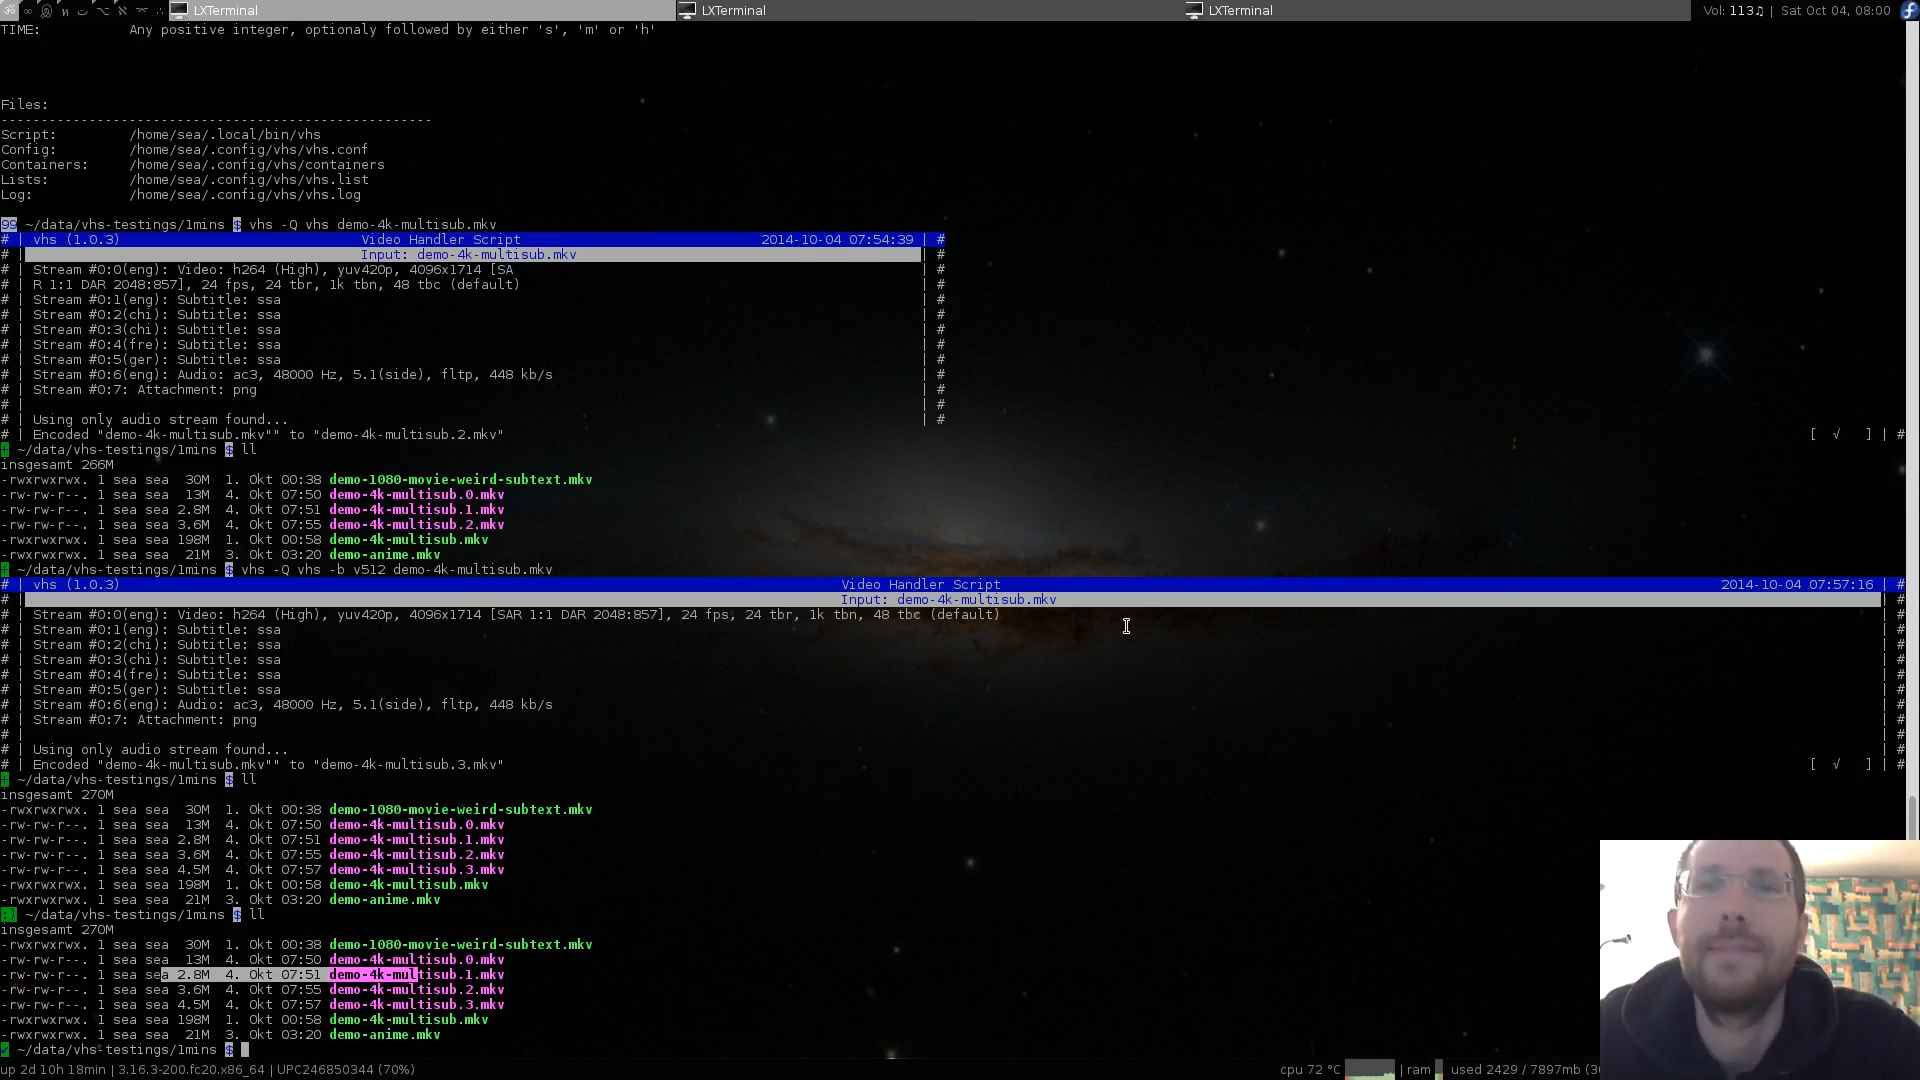 LXTerminal LXTerminal LXTerminal Vol: 113♫ | Sat Oct 04, 08:00
TIME: Any positive integer, optionaly followed by either 's', 'm' or 'h'
Files:
------------------------------------------------------
Script: /home/sea/.local/bin/vhs
Config: /home/sea/.config/vhs/vhs.conf
Containers: /home/sea/.config/vhs/containers
Lists: /home/sea/.config/vhs/vhs.list
Log: /home/sea/.config/vhs/vhs.log
99 ~/data/vhs-testings/1mins $ vhs -Q vhs demo-4k-multisub.mkv
# | vhs (1.0.3) Video Handler Script 2014-10-04 07:54:39 | #
# | Input: demo-4k-multisub.mkv | #
# | Stream #0:0(eng): Video: h264 (High), yuv420p, 4096x1714 [SA | #
# | R 1:1 DAR 2048:857], 24 fps, 24 tbr, 1k tbn, 48 tbc (default) | #
# | Stream #0:1(eng): Subtitle: ssa | #
# | Stream #0:2(chi): Subtitle: ssa | #
# | Stream #0:3(chi): Subtitle: ssa | #
# | Stream #0:4(fre): Subtitle: ssa | #
# | Stream #0:5(ger): Subtitle: ssa | #
# | Stream #0:6(eng): Audio: ac3, 48000 Hz, 5.1(side), fltp, 448 kb/s | #
# | Stream #0:7: Attachment: png | #
# | | #
# | Using only audio stream found... | #
# | Encoded "demo-4k-multisub.mkv"" to "demo-4k-multisub.2.mkv" [ √ ] | #
+ ~/data/vhs-testings/1mins $ ll
insgesamt 266M
-rwxrwxrwx. 1 sea sea 30M 1. Okt 00:38 demo-1080-movie-weird-subtext.mkv
-rw-rw-r--. 1 sea sea 13M 4. Okt 07:50 demo-4k-multisub.0.mkv
-rw-rw-r--. 1 sea sea 2.8M 4. Okt 07:51 demo-4k-multisub.1.mkv
-rw-rw-r--. 1 sea sea 3.6M 4. Okt 07:55 demo-4k-multisub.2.mkv
-rwxrwxrwx. 1 sea sea 198M 1. Okt 00:58 demo-4k-multisub.mkv
-rwxrwxrwx. 1 sea sea 21M 3. Okt 03:20 demo-anime.mkv
+ ~/data/vhs-testings/1mins $ vhs -Q vhs -b v512 demo-4k-multisub.mkv
# | vhs (1.0.3) Video Handler Script 2014-10-04 07:57:16 | #
# | Input: demo-4k-multisub.mkv | #
# | Stream #0:0(eng): Video: h264 (High), yuv420p, 4096x1714 [SAR 1:1 DAR 2048:857], 24 fps, 24 tbr, 1k tbn, 48 tbc (default) | #
# | Stream #0:1(eng): Subtitle: ssa | #
# | Stream #0:2(chi): Subtitle: ssa | #
# | Stream #0:3(chi): Subtitle: ssa | #
# | Stream #0:4(fre): Subtitle: ssa | #
# | Stream #0:5(ger): Subtitle: ssa | #
# | Stream #0:6(eng): Audio: ac3, 48000 Hz, 5.1(side), fltp, 448 kb/s | #
# | Stream #0:7: Attachment: png | #
# | | #
# | Using only audio stream found... | #
# | Encoded "demo-4k-multisub.mkv"" to "demo-4k-multisub.3.mkv" [ √ ] | #
+ ~/data/vhs-testings/1mins $ ll
insgesamt 270M
-rwxrwxrwx. 1 sea sea 30M 1. Okt 00:38 demo-1080-movie-weird-subtext.mkv
-rw-rw-r--. 1 sea sea 13M 4. Okt 07:50 demo-4k-multisub.0.mkv
-rw-rw-r--. 1 sea sea 2.8M 4. Okt 07:51 demo-4k-multisub.1.mkv
-rw-rw-r--. 1 sea sea 3.6M 4. Okt 07:55 demo-4k-multisub.2.mkv
-rw-rw-r--. 1 sea sea 4.5M 4. Okt 07:57 demo-4k-multisub.3.mkv
-rwxrwxrwx. 1 sea sea 198M 1. Okt 00:58 demo-4k-multisub.mkv
-rwxrwxrwx. 1 sea sea 21M 3. Okt 03:20 demo-anime.mkv
:) ~/data/vhs-testings/1mins $ ll
insgesamt 270M
-rwxrwxrwx. 1 sea sea 30M 1. Okt 00:38 demo-1080-movie-weird-subtext.mkv
-rw-rw-r--. 1 sea sea 13M 4. Okt 07:50 demo-4k-multisub.0.mkv
-rw-rw-r--. 1 sea sea 2.8M 4. Okt 07:51 demo-4k-multisub.1.mkv
-rw-rw-r--. 1 sea sea 3.6M 4. Okt 07:55 demo-4k-multisub.2.mkv
-rw-rw-r--. 1 sea sea 4.5M 4. Okt 07:57 demo-4k-multisub.3.mkv
-rwxrwxrwx. 1 sea sea 198M 1. Okt 00:58 demo-4k-multisub.mkv
-rwxrwxrwx. 1 sea sea 21M 3. Okt 03:20 demo-anime.mkv
✓ ~/data/vhs-testings/1mins $
up 2d 10h 18min | 3.16.3-200.fc20.x86_64 | UPC246850344 (70%) cpu 72 °C | ram used 2429 / 7897mb